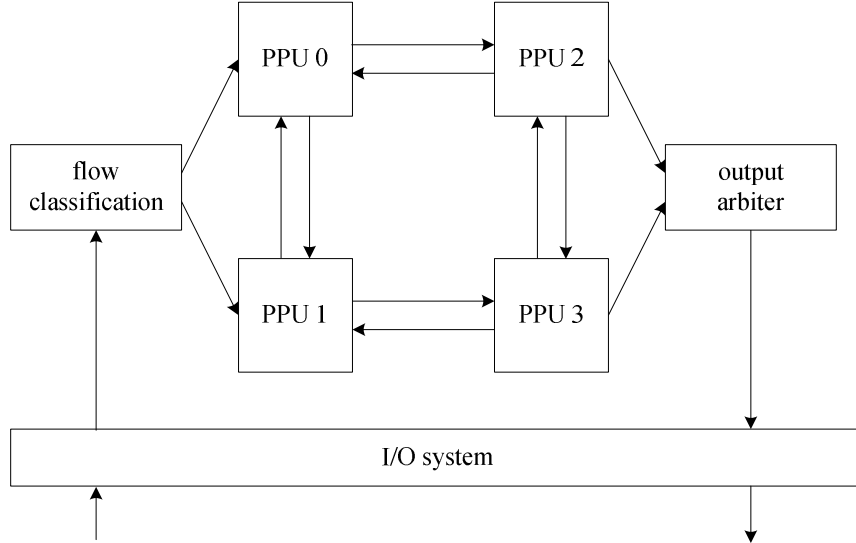 PPU 0
PPU 2
flow
classification
output
arbiter
PPU 1
PPU 3
I/O system